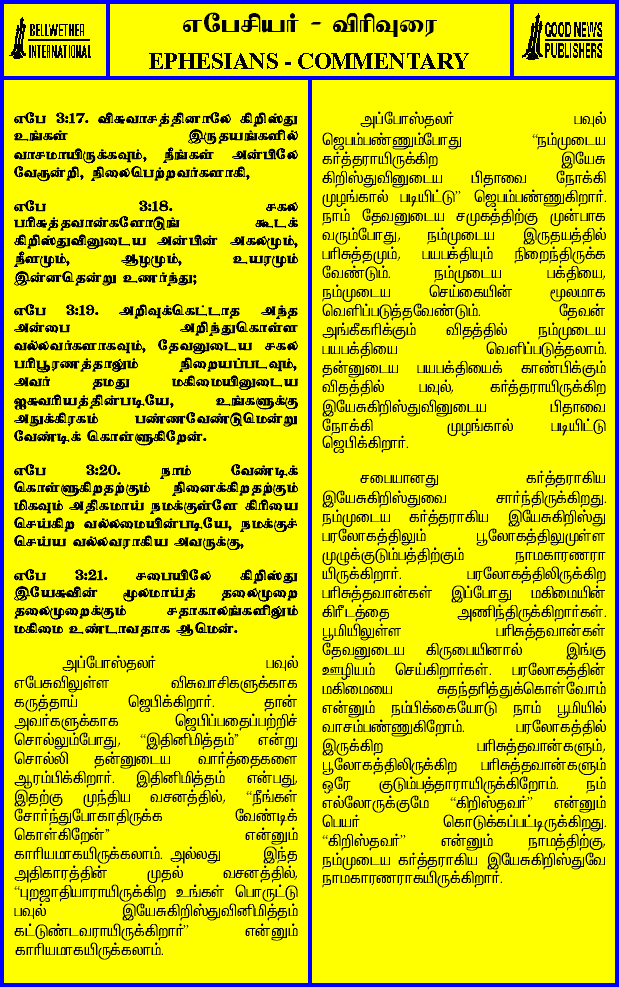 BELLWETHER
INTERNATIONAL
எபேசியர் - விரிவுரை
EPHESIANS - COMMENTARY
GOOD NEWS
PUBLISHERS
எபே 3:17. விசுவாசத்தினாலே கிறிஸ்து
உங்கள் இருதயங்களில்
வாசமாயிருக்கவும், நீங்கள் அன்பிலே
வேரூன்றி, நிலைபெற்றவர்களாகி,
எபே 3:18. சகல
பரிசுத்தவான்களோடுங் கூடக்
கிறிஸ்துவினுடைய அன்பின் அகலமும்,
நீளமும், ஆழமும், உயரமும்
இன்னதென்று உணர்ந்து;
எபே 3:19. அறிவுக்கெட்டாத அந்த
அன்பை அறிந்துகொள்ள
வல்லவர்களாகவும், தேவனுடைய சகல
பரிபூரணத்தாலும் நிறையப்படவும்,
அவர் தமது மகிமையினுடைய
ஐசுவரியத்தின்படியே, உங்களுக்கு
அநுக்கிரகம் பண்ணவேண்டுமென்று
வேண்டிக் கொள்ளுகிறேன்.
எபே 3:20. நாம் வேண்டிக்
கொள்ளுகிறதற்கும் நினைக்கிறதற்கும்
மிகவும் அதிகமாய் நமக்குள்ளே கிரியை
செய்கிற வல்லமையின்படியே, நமக்குச்
செய்ய வல்லவராகிய அவருக்கு,
எபே 3:21. சபையிலே கிறிஸ்து
இயேசுவின் மூலமாய்த் தலைமுறை
தலைமுறைக்கும் சதாகாலங்களிலும்
மகிமை உண்டாவதாக ஆமென்.
அப்போஸ்தலர் பவுல்
எபேசுவிலுள்ள விசுவாசிகளுக்காக
கருத்தாய் ஜெபிக்கிறார். தான்
அவர்களுக்காக ஜெபிப்பதைப்பற்றிச்
சொல்லும்போது, “இதினிமித்தம்” என்று
சொல்லி தன்னுடைய வார்த்தைகளை
ஆரம்பிக்கிறார். இதினிமித்தம் என்பது,
இதற்கு முந்திய வசனத்தில், “நீங்கள்
சோர்ந்துபோகாதிருக்க வேண்டிக்
கொள்கிறேன்” என்னும்
காரியமாகயிருக்கலாம். அல்லது இந்த
அதிகாரத்தின் முதல் வசனத்தில்,
“புறஜாதியாராயிருக்கிற உங்கள் பொருட்டு
பவுல் இயேசுகிறிஸ்துவினிமித்தம்
கட்டுண்டவராயிருக்கிறார்” என்னும்
காரியமாகயிருக்கலாம்.
அப்போஸ்தலர் பவுல்
ஜெபம்பண்ணும்போது “நம்முடைய
கர்த்தராயிருக்கிற இயேசு
கிறிஸ்துவினுடைய பிதாவை நோக்கி
முழங்கால் படியிட்டு” ஜெபம்பண்ணுகிறார்.
நாம் தேவனுடைய சமுகத்திற்கு முன்பாக
வரும்போது, நம்முடைய இருதயத்தில்
பரிசுத்தமும், பயபக்தியும் நிறைந்திருக்க
வேண்டும். நம்முடைய பக்தியை,
நம்முடைய செய்கையின் மூலமாக
வெளிப்படுத்தவேண்டும். தேவன்
அங்கீகரிக்கும் விதத்தில் நம்முடைய
பயபக்தியை வெளிப்படுத்தலாம்.
தன்னுடைய பயபக்தியைக் காண்பிக்கும்
விதத்தில் பவுல், கர்த்தராயிருக்கிற
இயேசுகிறிஸ்துவினுடைய பிதாவை
நோக்கி முழங்கால் படியிட்டு
ஜெபிக்கிறார்.
சபையானது கர்த்தராகிய
இயேசுகிறிஸ்துவை சார்ந்திருக்கிறது.
நம்முடைய கர்த்தராகிய இயேசுகிறிஸ்து
பரலோகத்திலும் பூலோகத்திலுமுள்ள
முழுக்குடும்பத்திற்கும் நாமகாரணரா
யிருக்கிறார். பரலோகத்திலிருக்கிற
பரிசுத்தவான்கள் இப்போது மகிமையின்
கிரீடத்தை அணிந்திருக்கிறார்கள்.
பூமியிலுள்ள பரிசுத்தவான்கள்
தேவனுடைய கிருபையினால் இங்கு
ஊழியம் செய்கிறார்கள். பரலோகத்தின்
மகிமையை சுதந்தரித்துக்கொள்வோம்
என்னும் நம்பிக்கையோடு நாம் பூமியில்
வாசம்பண்ணுகிறோம். பரலோகத்தில்
இருக்கிற பரிசுத்தவான்களும்,
பூலோகத்திலிருக்கிற பரிசுத்தவான்களும்
ஒரே குடும்பத்தாராயிருக்கிறோம். நம்
எல்லோருக்குமே “கிறிஸ்தவர்” என்னும்
பெயர் கொடுக்கப்பட்டிருக்கிறது.
“கிறிஸ்தவர்” என்னும் நாமத்திற்கு,
நம்முடைய கர்த்தராகிய இயேசுகிறிஸ்துவே
நாமகாரணராகயிருக்கிறார்.